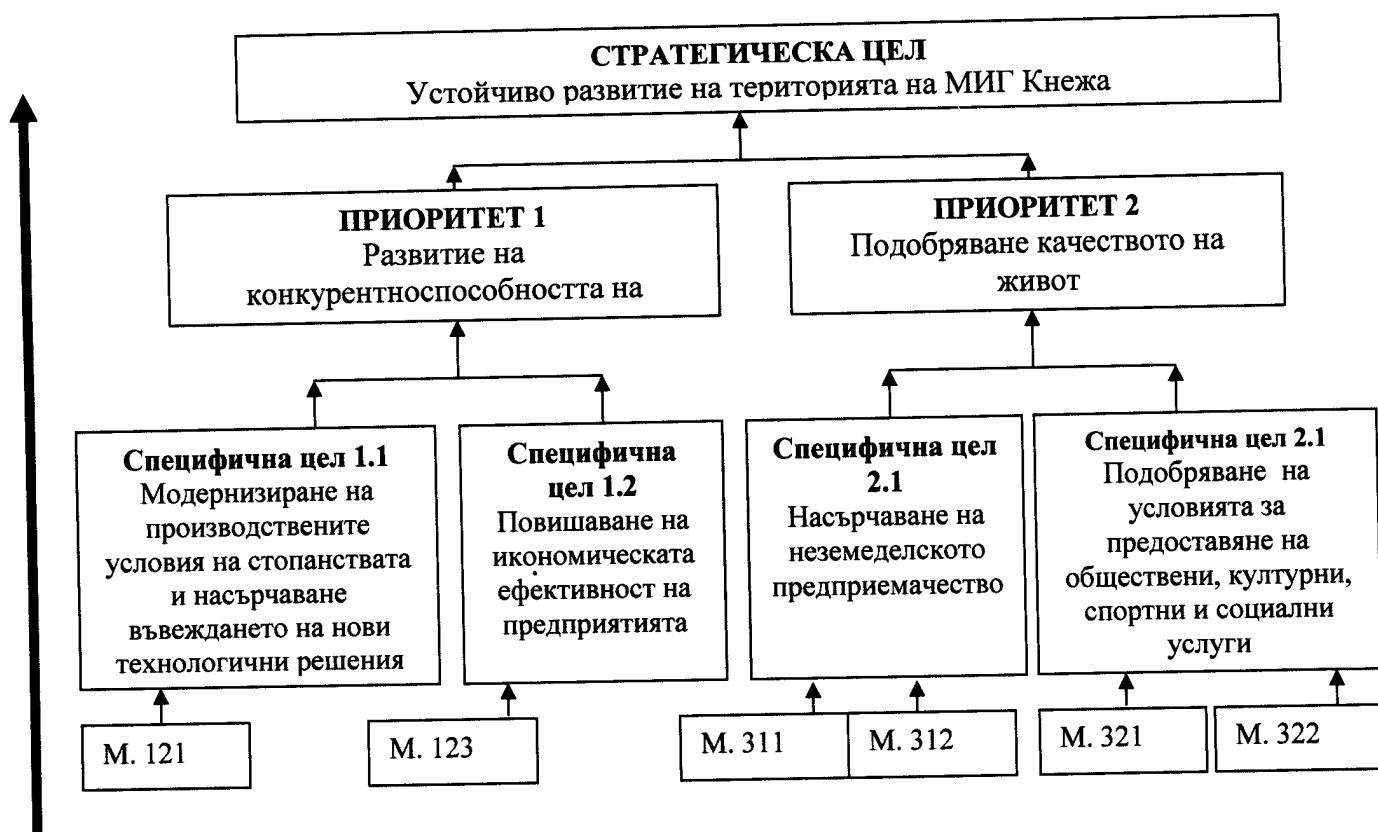 СТРАТЕГИЧЕСКА ЦЕЛ
Устойчиво развитие на територията на МИГ Кнежа
ПРИОРИТЕТ 1
Развитие на
конкурентноспособността на
ПРИОРИТЕТ 2
Подобряване качеството на
живот
Специфична цел 1.1
Модернизиране на
производствените
условия на стопанствата
и насърчаване
въвеждането на нови
технологични решения
Специфична
цел 1.2
Повишаване на
икономическата
ефективност на
предприятията
Специфична цел
2.1
Насърчаване на
неземеделското
предприемачество
Специфична цел 2.1
Подобряване на
условията за
предоставяне на
обществени, културни,
спортни и социални
услуги
М. 121
М. 123
М. 311
М. 312
М. 321
М. 322